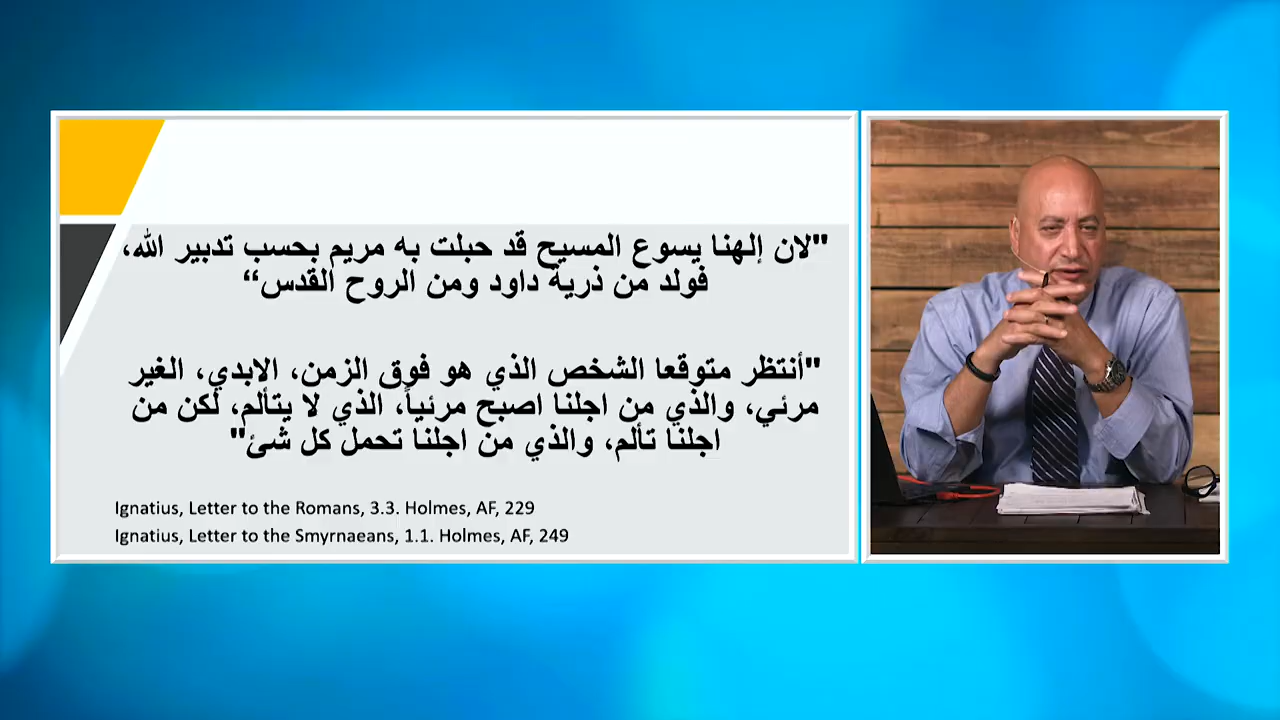 "لان إلهنا يسوع المسيح قد حبلت به مريم بحسب تدبير الله،
فولد من ذرية داود ومن الروح القدس“
"أنتظر متوقعا الشخص الذي هو فوق الزمن، الابدي، الغير
مرئي، والذي من اجلنا اصبح مرئياً، الذي لا يتألم، لكن من
اجلنا تألم، والذي من اجلنا تحمل كل شئ"
Ignatius, Letter to the Romans, 3.3. Holmes, AF, 229
Ignatius, Letter to the Smyrnaeans, 1.1. Holmes, AF, 249